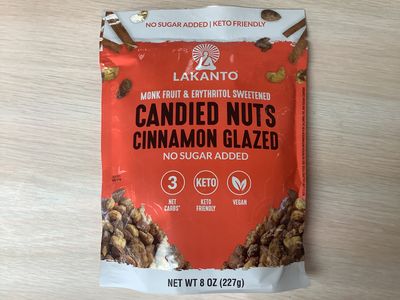 NO SUGAR ADDED | KETO FRIENDLY
LAKANTO
MONK FRUIT & ERYTHRITOL SWEETENED
CANDIED NUTS
CINNAMON GLAZED
NO SUGAR ADDED
3 KETO
NET CARBS* KETO FRIENDLY VEGAN
NET WT 8 OZ (227g)